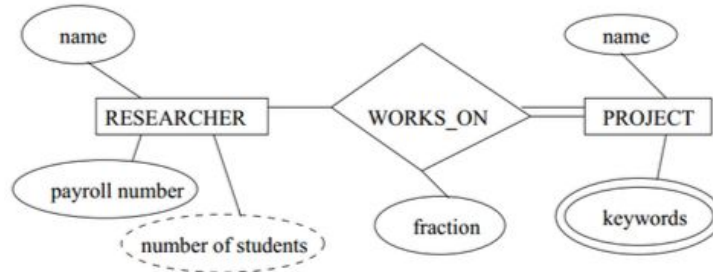 name
name
RESEARCHER
WORKS_ON
PROJECT
payroll number
fraction
keywords
number of students